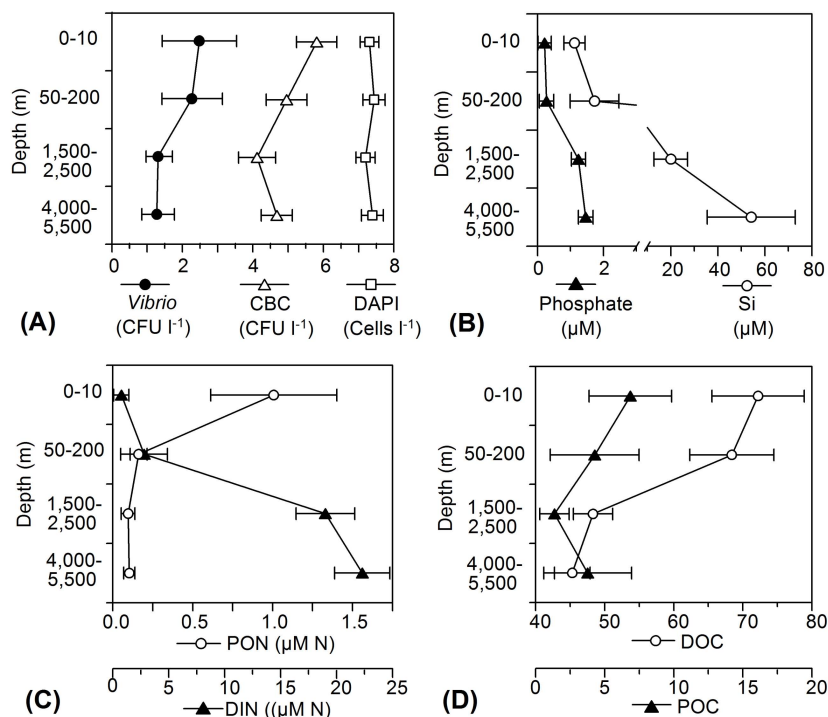 Depth (m)
0-10
50-200
1,500-
2,500
4,000-
5,500
0 2 4 6 8
Vibrio CBC DAPI
(CFU l-1) (CFU l-1) (Cells l-1)
(A)
Depth (m)
0-10
50-200
1,500-
2,500
4,000-
5,500
0 2 20 40 60 80
Phosphate Si
(µM) (µM)
(B)
Depth (m)
0-10
50-200
1,500-
2,500
4,000-
5,500
0.0 0.5 1.0 1.5
PON (µM N)
0 5 10 15 20 25
DIN ((µM N)
(C)
Depth (m)
0-10
50-200
1,500-
2,500
4,000-
5,500
40 50 60 70 80
DOC
0 5 10 15 20
POC
(D)